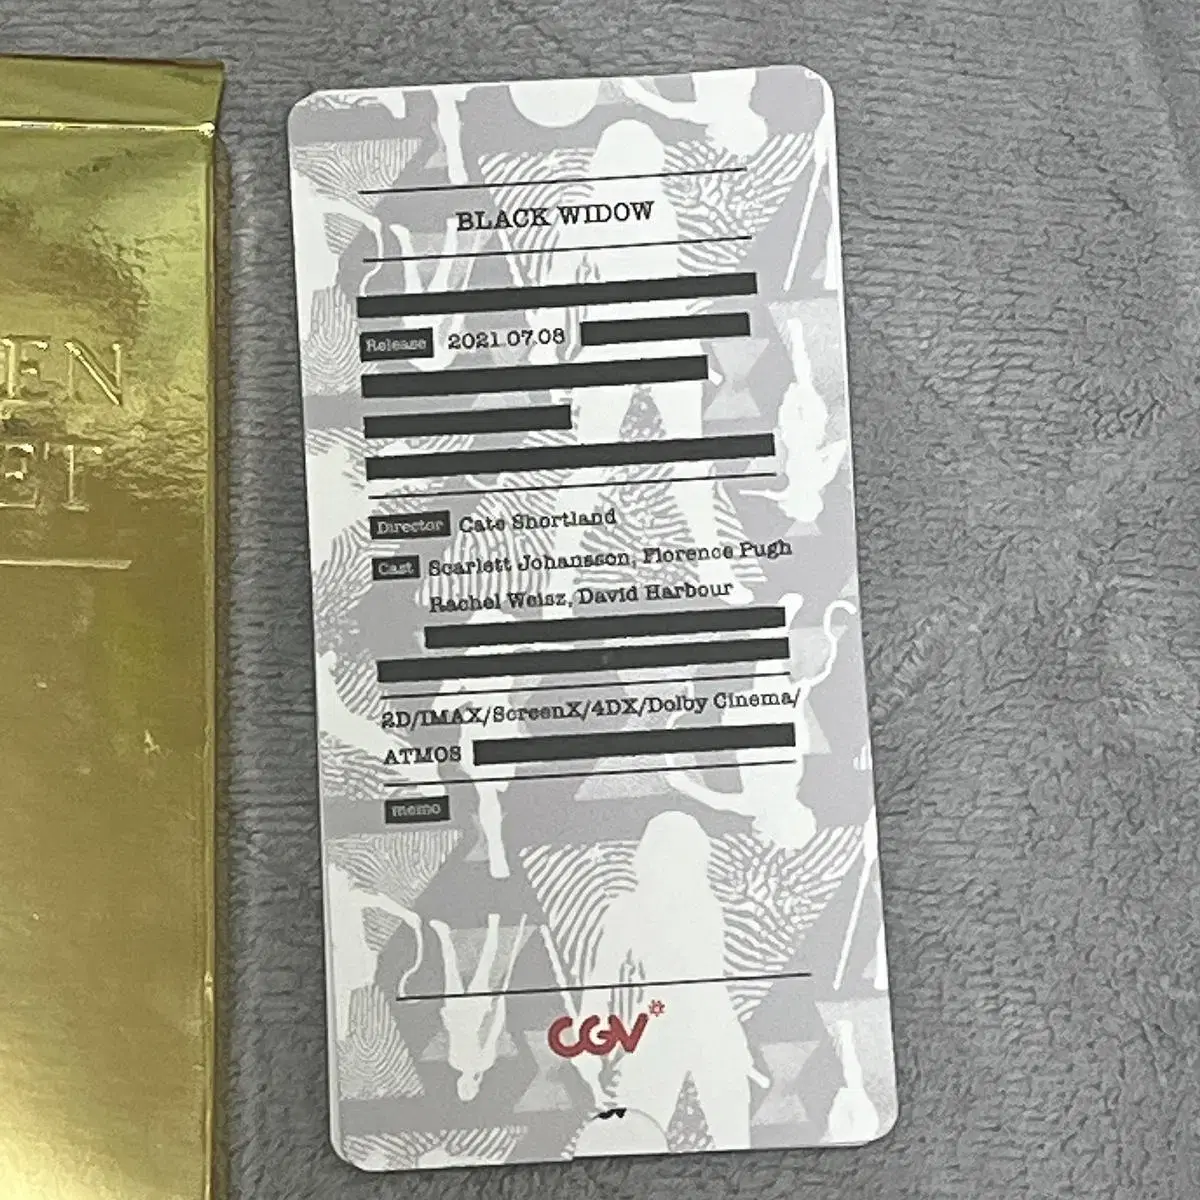 EN
ET
BLACK WIDOW
Release 2021.07.08
Director Cate Shortland
Cast Scarlett Johansson, Florence Pugh
Rachel Weisz, David Harbour
2D/IMAX/ScreenX/4DX/Dolby Cinema/
ATMOS
memo
CGV